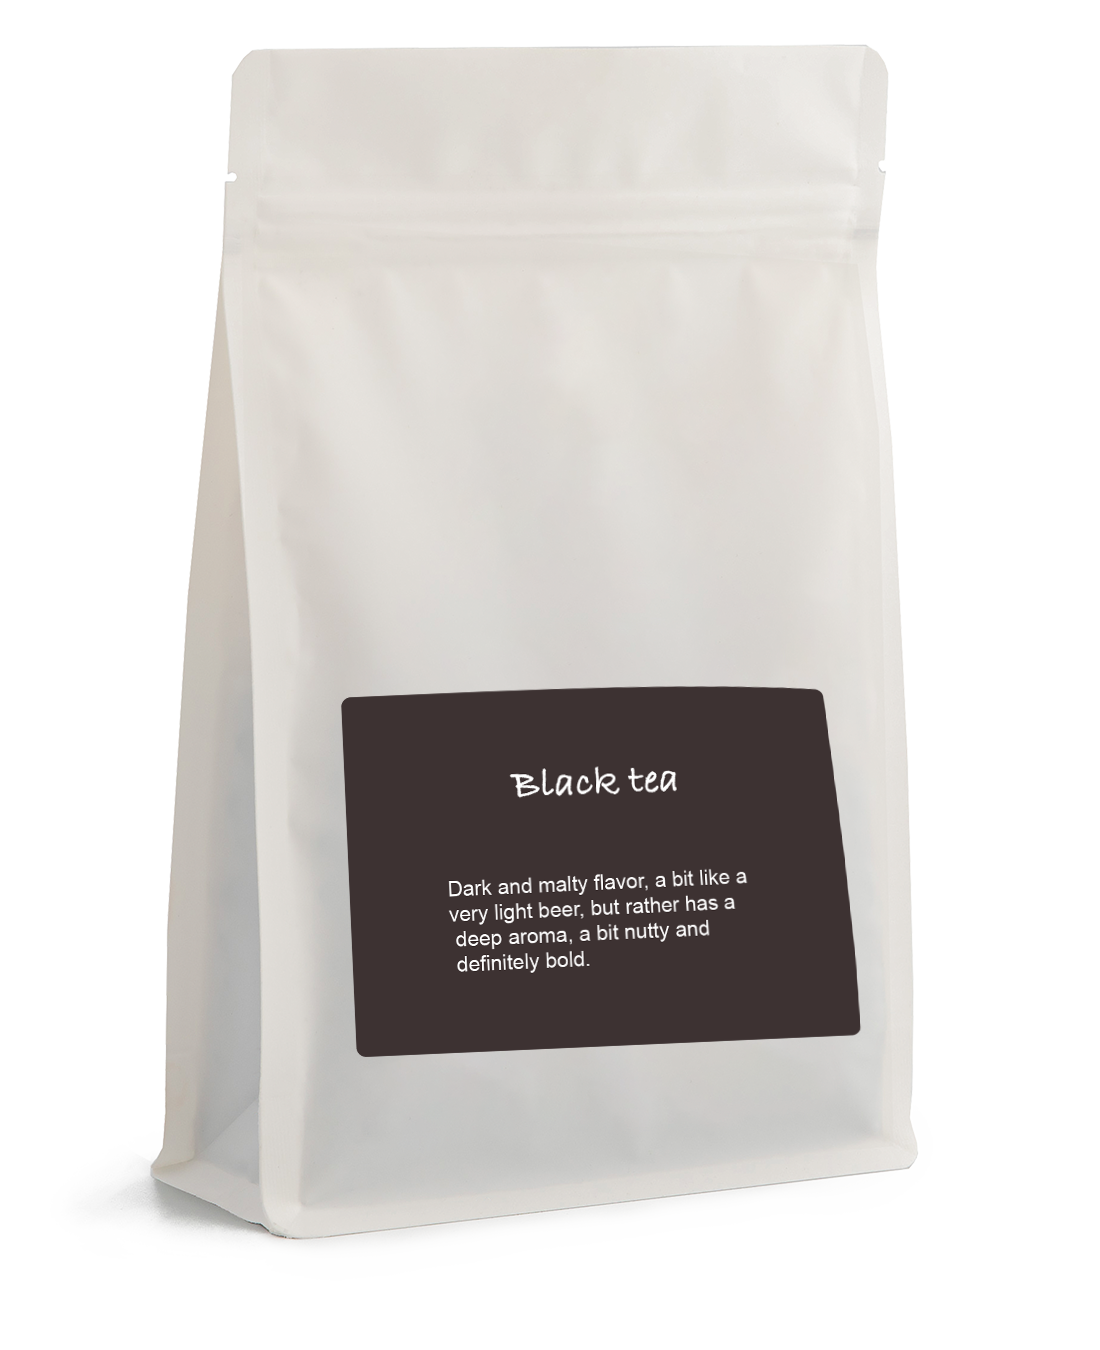 Black tea
Dark and malty flavor, a bit like a
very light beer, but rather has a
deep aroma, a bit nutty and
definitely bold.